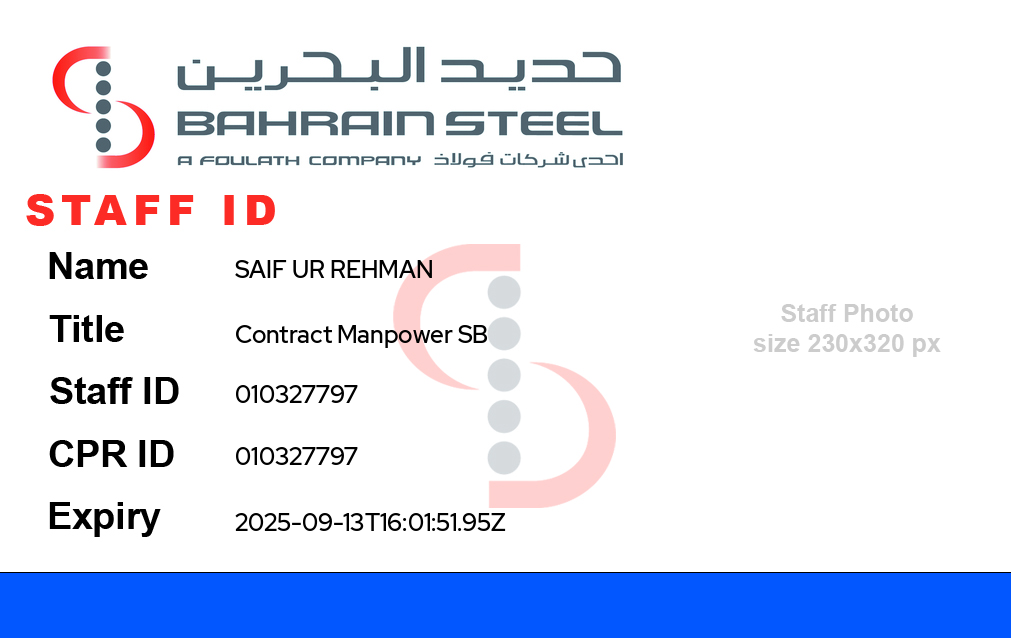 حديد البحرين
BAHRAIN STEEL
A FOULATH COMPANY احدى شركات فولاذ
STAFF ID
Name SAIF UR REHMAN
Title Contract Manpower SB
Staff ID 010327797
CPR ID 010327797
Expiry 2025-09-13T16:01:51.95Z
Staff Photo
size 230x320 px